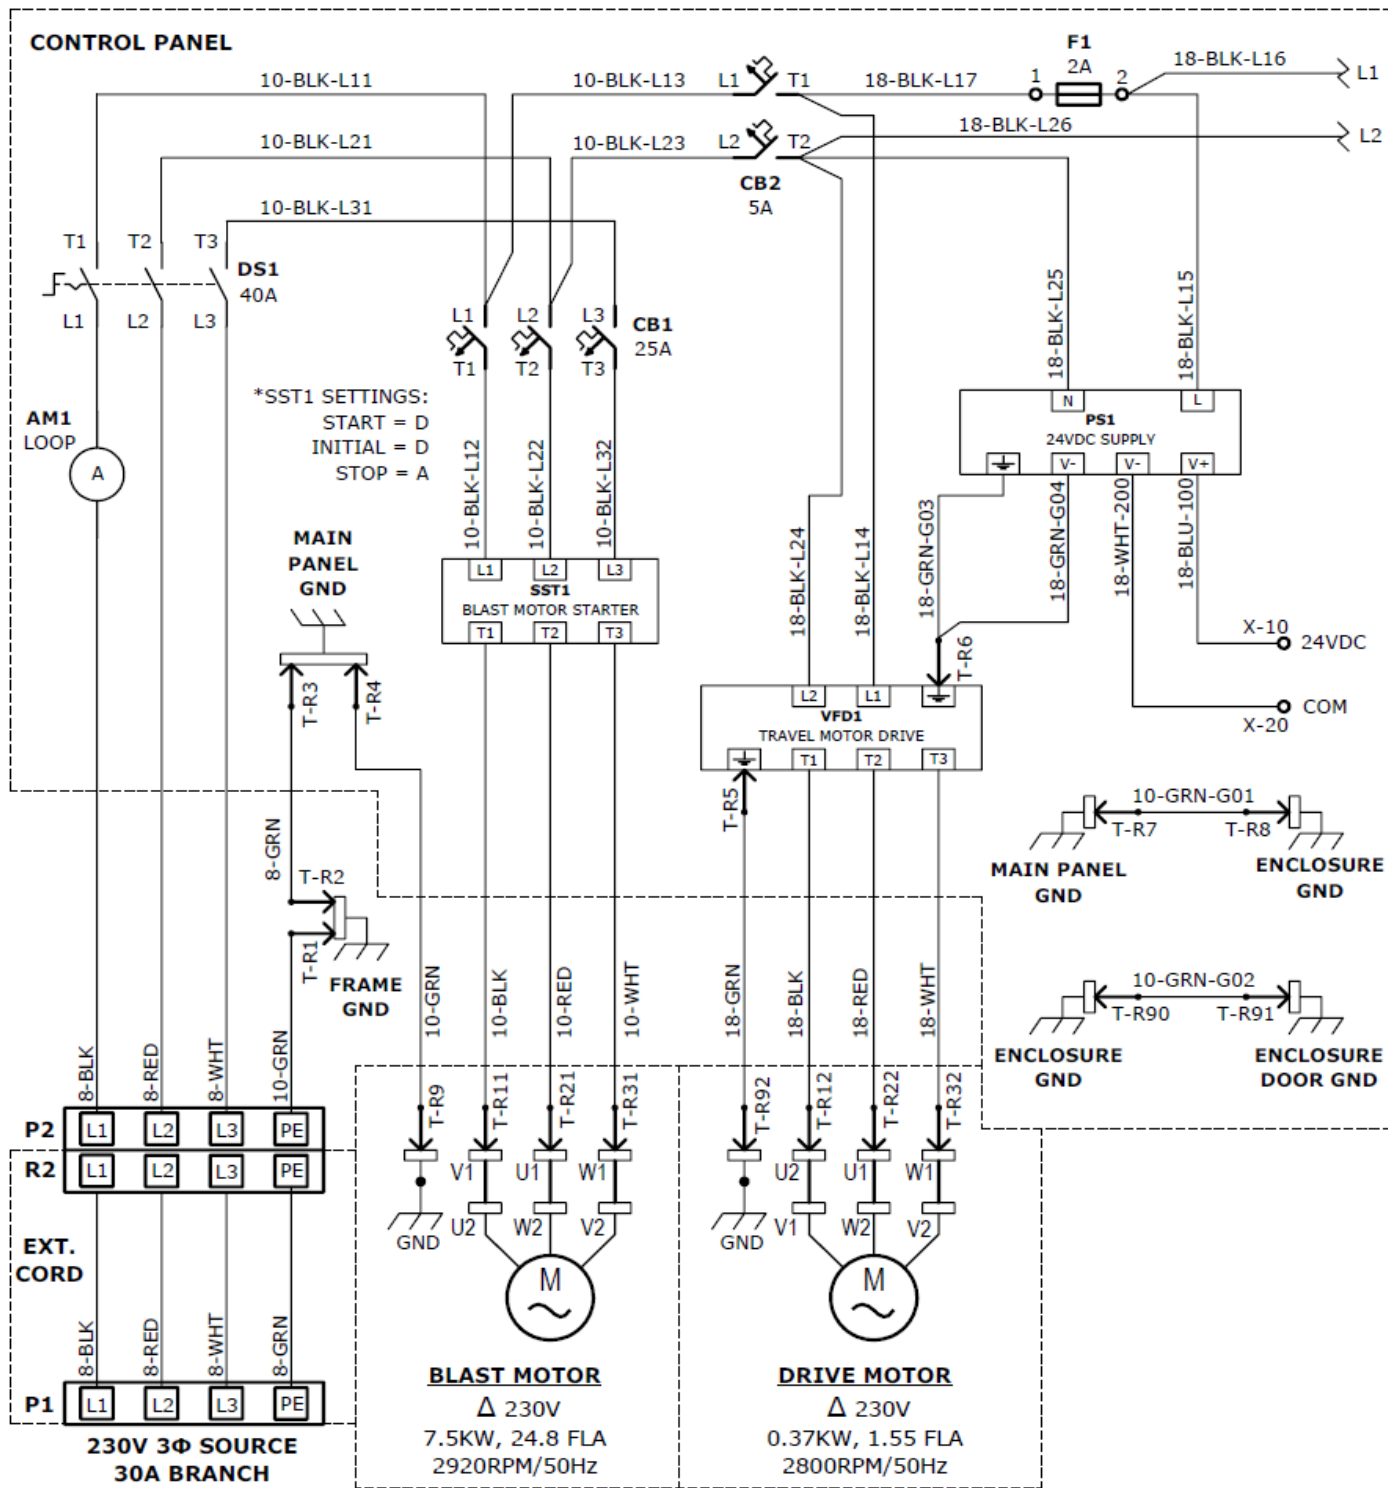 CONTROL PANEL
10-BLK-L11
10-BLK-L13
L1
T1
18-BLK-L17
F1
2A
1
2
18-BLK-L16
L1
10-BLK-L21
10-BLK-L23
L2
T2
18-BLK-L26
L2
CB2
5A
10-BLK-L31
T1
T2
T3
DS1
40A
L1
L2
L3
L1
L2
L3
CB1
25A
T1
T2
T3
18-BLK-L25
18-BLK-L15
*SST1 SETTINGS:
START = D
INITIAL = D
STOP = A
AM1
LOOP
A
10-BLK-L12
10-BLK-L22
10-BLK-L32
N
L
PS1
24VDC SUPPLY
V-
V-
V+
18-BLK-L24
18-BLK-L14
18-GRN-G03
18-GRN-G04
18-WHT-200
18-BLU-100
MAIN
PANEL
GND
L1
L2
L3
SST1
BLAST MOTOR STARTER
T1
T2
T3
T-R3
T-R4
T-R6
X-10
24VDC
COM
X-20
L2
L1
VFD1
TRAVEL MOTOR DRIVE
T1
T2
T3
T-R5
10-GRN-G01
T-R7
T-R8
MAIN PANEL
GND
ENCLOSURE
GND
8-GRN
T-R2
T-R1
FRAME
GND
10-GRN
10-BLK
10-RED
10-WHT
18-GRN
18-BLK
18-RED
18-WHT
10-GRN-G02
T-R90
T-R91
ENCLOSURE
GND
ENCLOSURE
DOOR GND
8-BLK
8-RED
8-WHT
10-GRN
T-R9
T-R11
T-R21
T-R31
T-R92
T-R12
T-R22
T-R32
P2
L1
L2
L3
PE
R2
L1
L2
L3
PE
V1
U1
W1
U2
U1
W1
U2
W2
V2
V1
W2
V2
GND
GND
EXT.
CORD
M
M
8-BLK
8-RED
8-WHT
8-GRN
P1
L1
L2
L3
PE
230V 3Φ SOURCE
30A BRANCH
BLAST MOTOR
Δ 230V
7.5KW, 24.8 FLA
2920RPM/50Hz
DRIVE MOTOR
Δ 230V
0.37KW, 1.55 FLA
2800RPM/50Hz